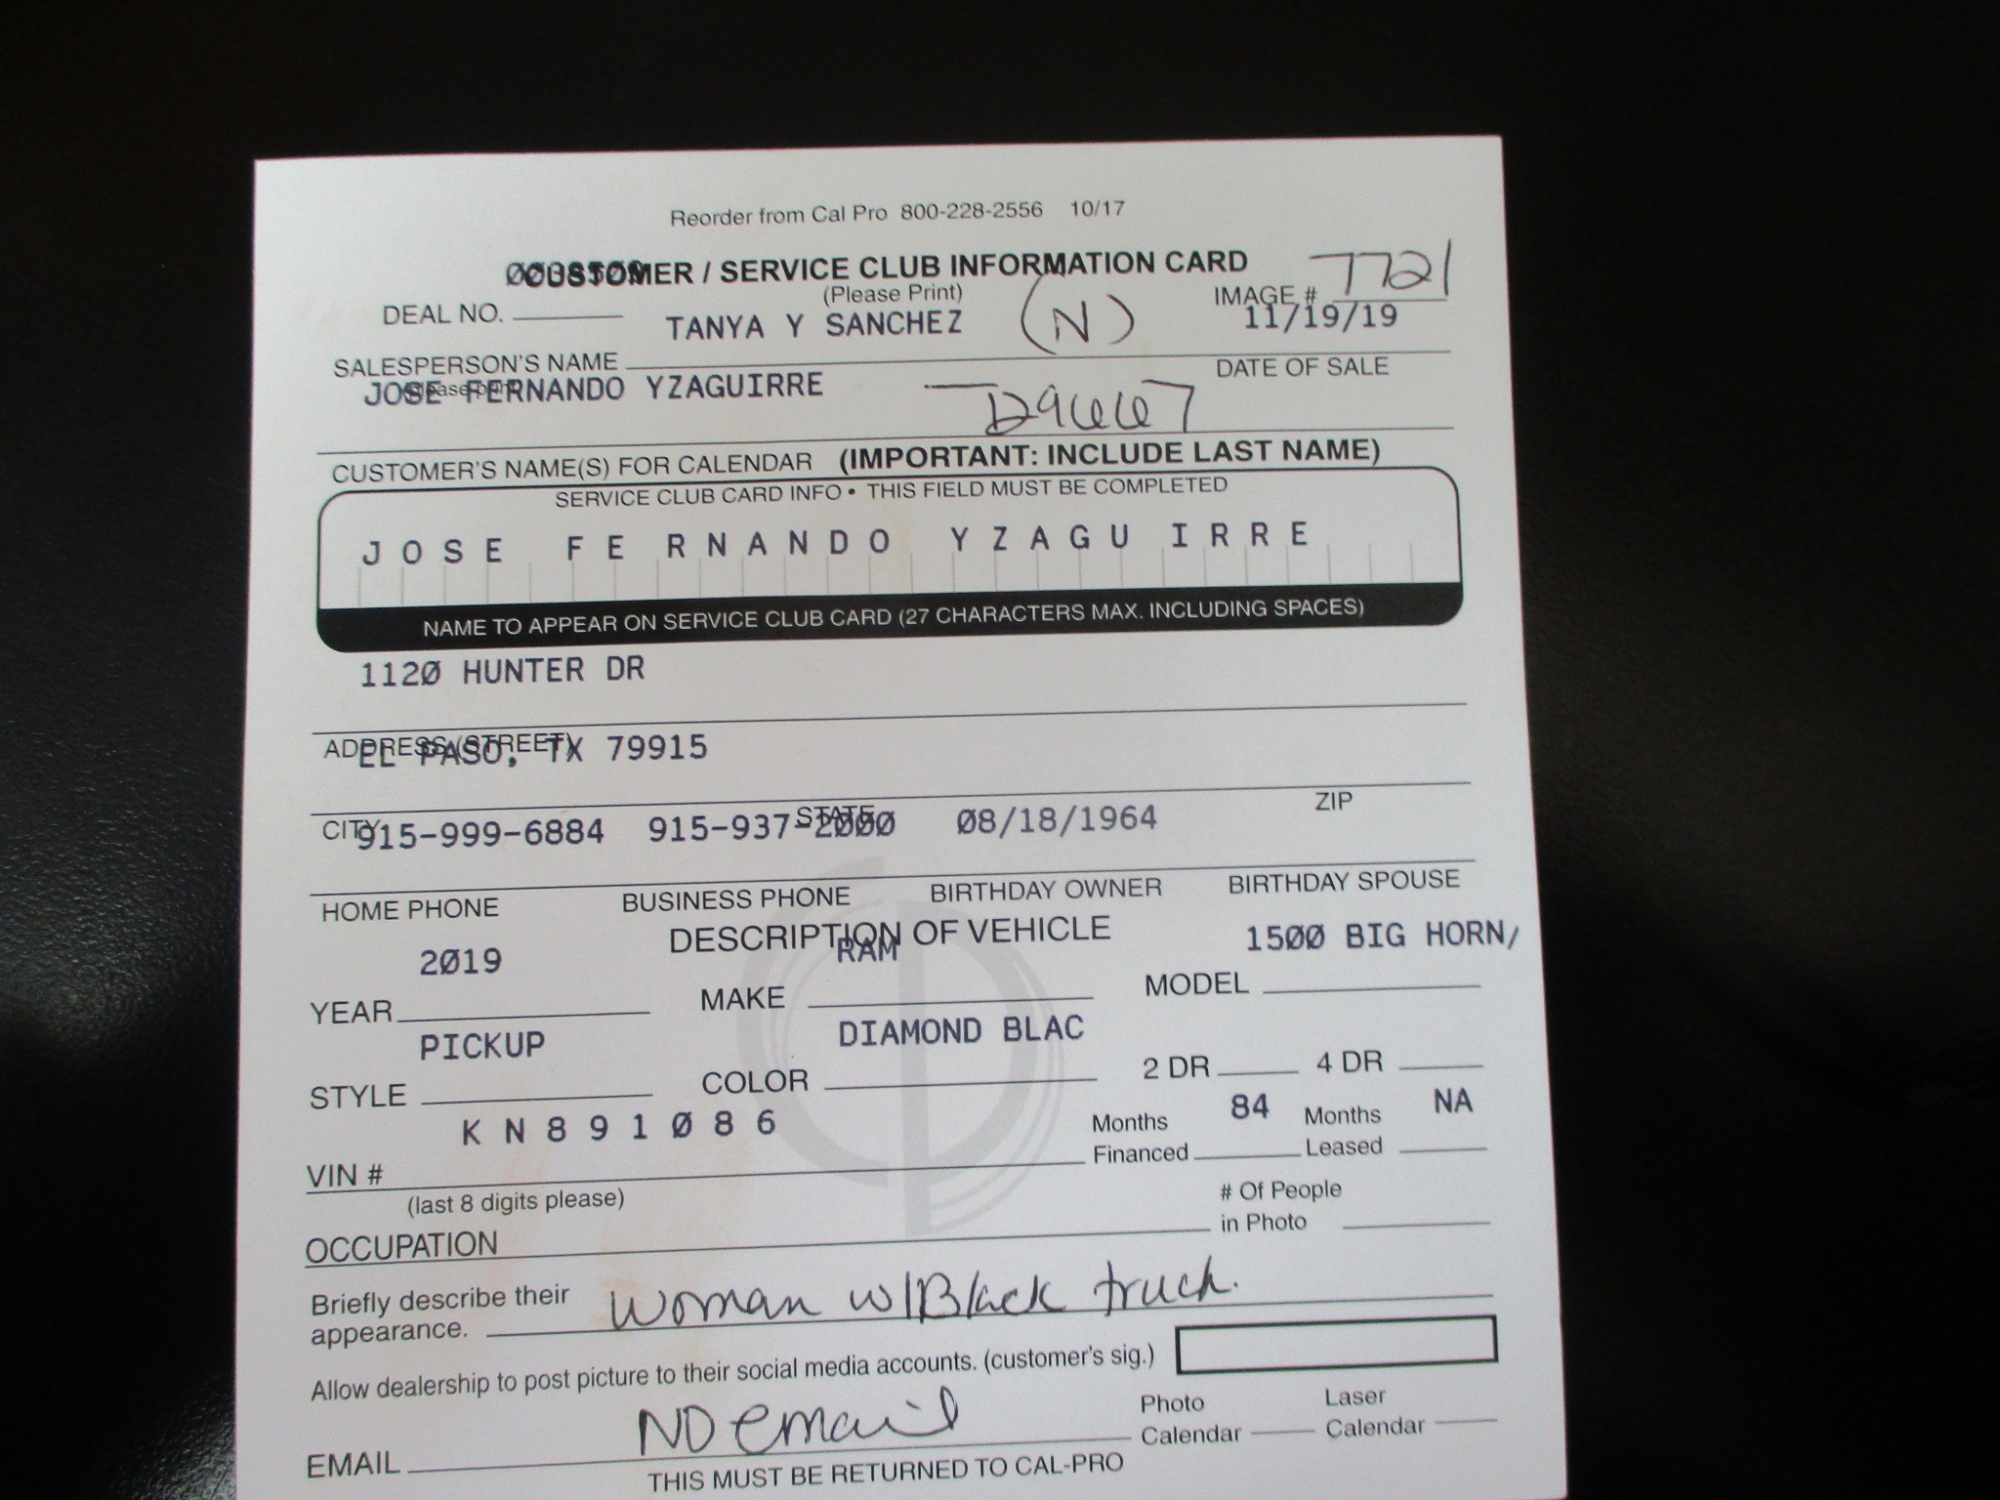 Reorder from Cal Pro 800-228-2556 10/17
CUSTOMER / SERVICE CLUB INFORMATION CARD
(Please Print)
IMAGE # 7721
DEAL NO.
TANYA Y SANCHEZ (N) 11/19/19
SALESPERSON'S NAME DATE OF SALE
JOSE FERNANDO YZAGUIRRE D96667
CUSTOMER'S NAME(S) FOR CALENDAR (IMPORTANT: INCLUDE LAST NAME)
SERVICE CLUB CARD INFO • THIS FIELD MUST BE COMPLETED
JOSE FERNANDO YZAGUIRRE
NAME TO APPEAR ON SERVICE CLUB CARD (27 CHARACTERS MAX. INCLUDING SPACES)
1120 HUNTER DR
ADDRESS (STREET)
EL PASO, TX 79915
CITY STATE ZIP
915-999-6884 915-937-2000 08/18/1964
HOME PHONE BUSINESS PHONE BIRTHDAY OWNER BIRTHDAY SPOUSE
DESCRIPTION OF VEHICLE
2019 RAM 1500 BIG HORN/
YEAR MAKE MODEL
PICKUP DIAMOND BLAC
STYLE COLOR 2 DR 4 DR
KN891086 Months Financed 84 Months Leased NA
VIN #
(last 8 digits please)
# Of People in Photo
OCCUPATION
Briefly describe their appearance. Woman w/Black truck.
Allow dealership to post picture to their social media accounts. (customer's sig.)
EMAIL NO email Photo Calendar Laser Calendar
THIS MUST BE RETURNED TO CAL-PRO